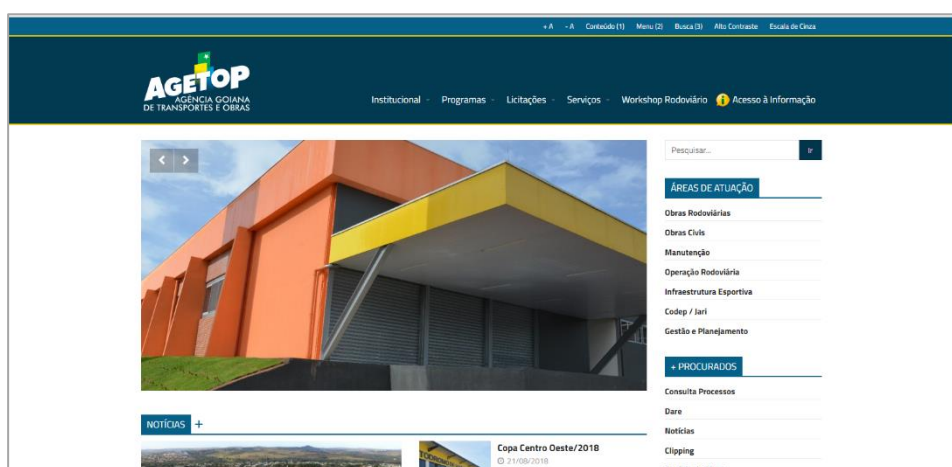 + A - A Conteúdo (1) Menu (2) Busca (3) Alto Contraste Escala de Cinza
AGETOP
AGÊNCIA GOIANA
DE TRANSPORTES E OBRAS
Institucional Programas Licitações Serviços Workshop Rodoviário i Acesso à Informação
Pesquisar... Ir
ÁREAS DE ATUAÇÃO
Obras Rodoviárias
Obras Civis
Manutenção
Operação Rodoviária
Infraestrutura Esportiva
Codep / Jari
Gestão e Planejamento
+ PROCURADOS
Consulta Processos
Dare
Notícias
Clipping
NOTÍCIAS +
Copa Centro Oeste/2018
21/08/2018